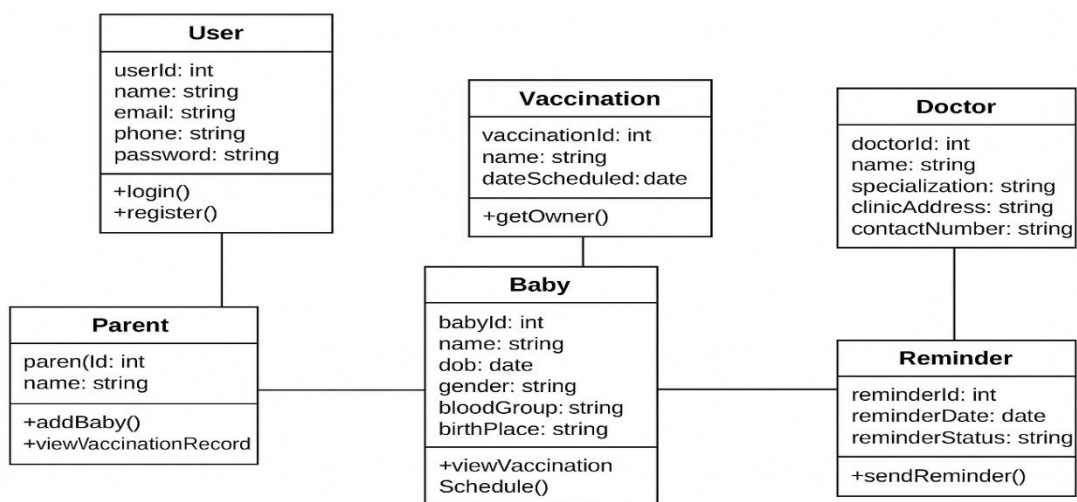 User
userId: int
name: string
email: string
phone: string
password: string
+login()
+register()
Vaccination
vaccinationId: int
name: string
dateScheduled: date
+getOwner()
Doctor
doctorId: int
name: string
specialization: string
clinicAddress: string
contactNumber: string
Parent
paren(Id: int
name: string
+addBaby()
+viewVaccinationRecord
Baby
babyId: int
name: string
dob: date
gender: string
bloodGroup: string
birthPlace: string
+viewVaccination
Schedule()
Reminder
reminderId: int
reminderDate: date
reminderStatus: string
+sendReminder()